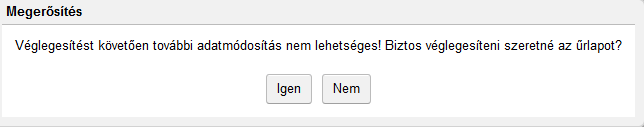 Megerősítés
Véglegesítést követően további adatmódosítás nem lehetséges! Biztos véglegesíteni szeretné az űrlapot?
Igen Nem